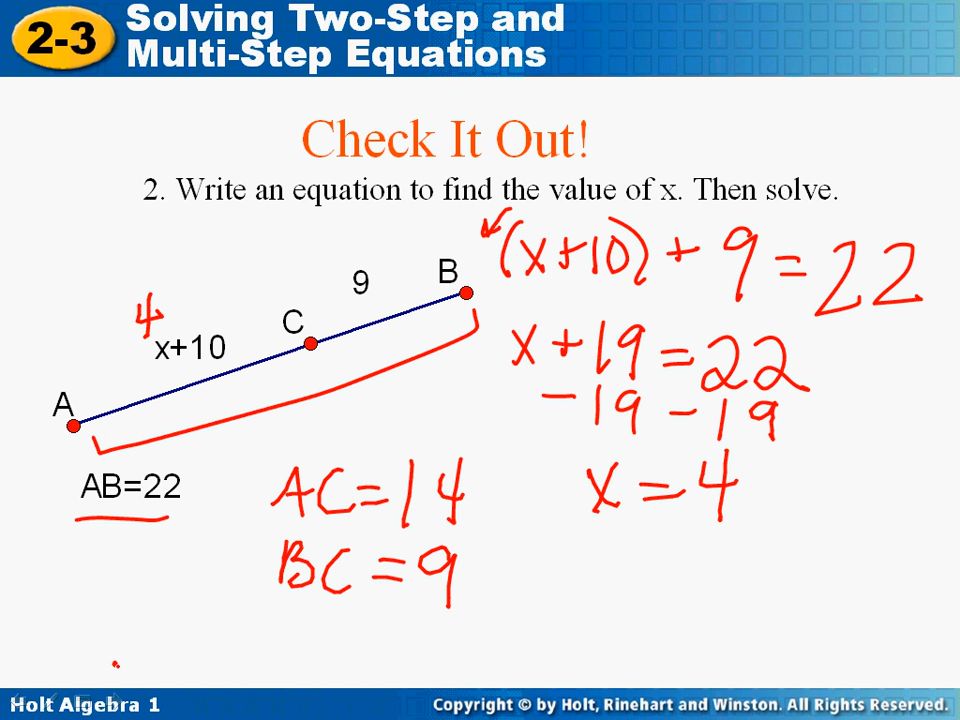 2-3
Solving Two-Step and
Multi-Step Equations
Check It Out!
2. Write an equation to find the value of x. Then solve.
(x+10) + 9 = 22
9
B
4
C
x+10
x + 19 = 22
A
- 19 - 19
AB=22
AC = 14
x = 4
BC = 9
Holt Algebra 1
Copyright © by Holt, Rinehart and Winston. All Rights Reserved.